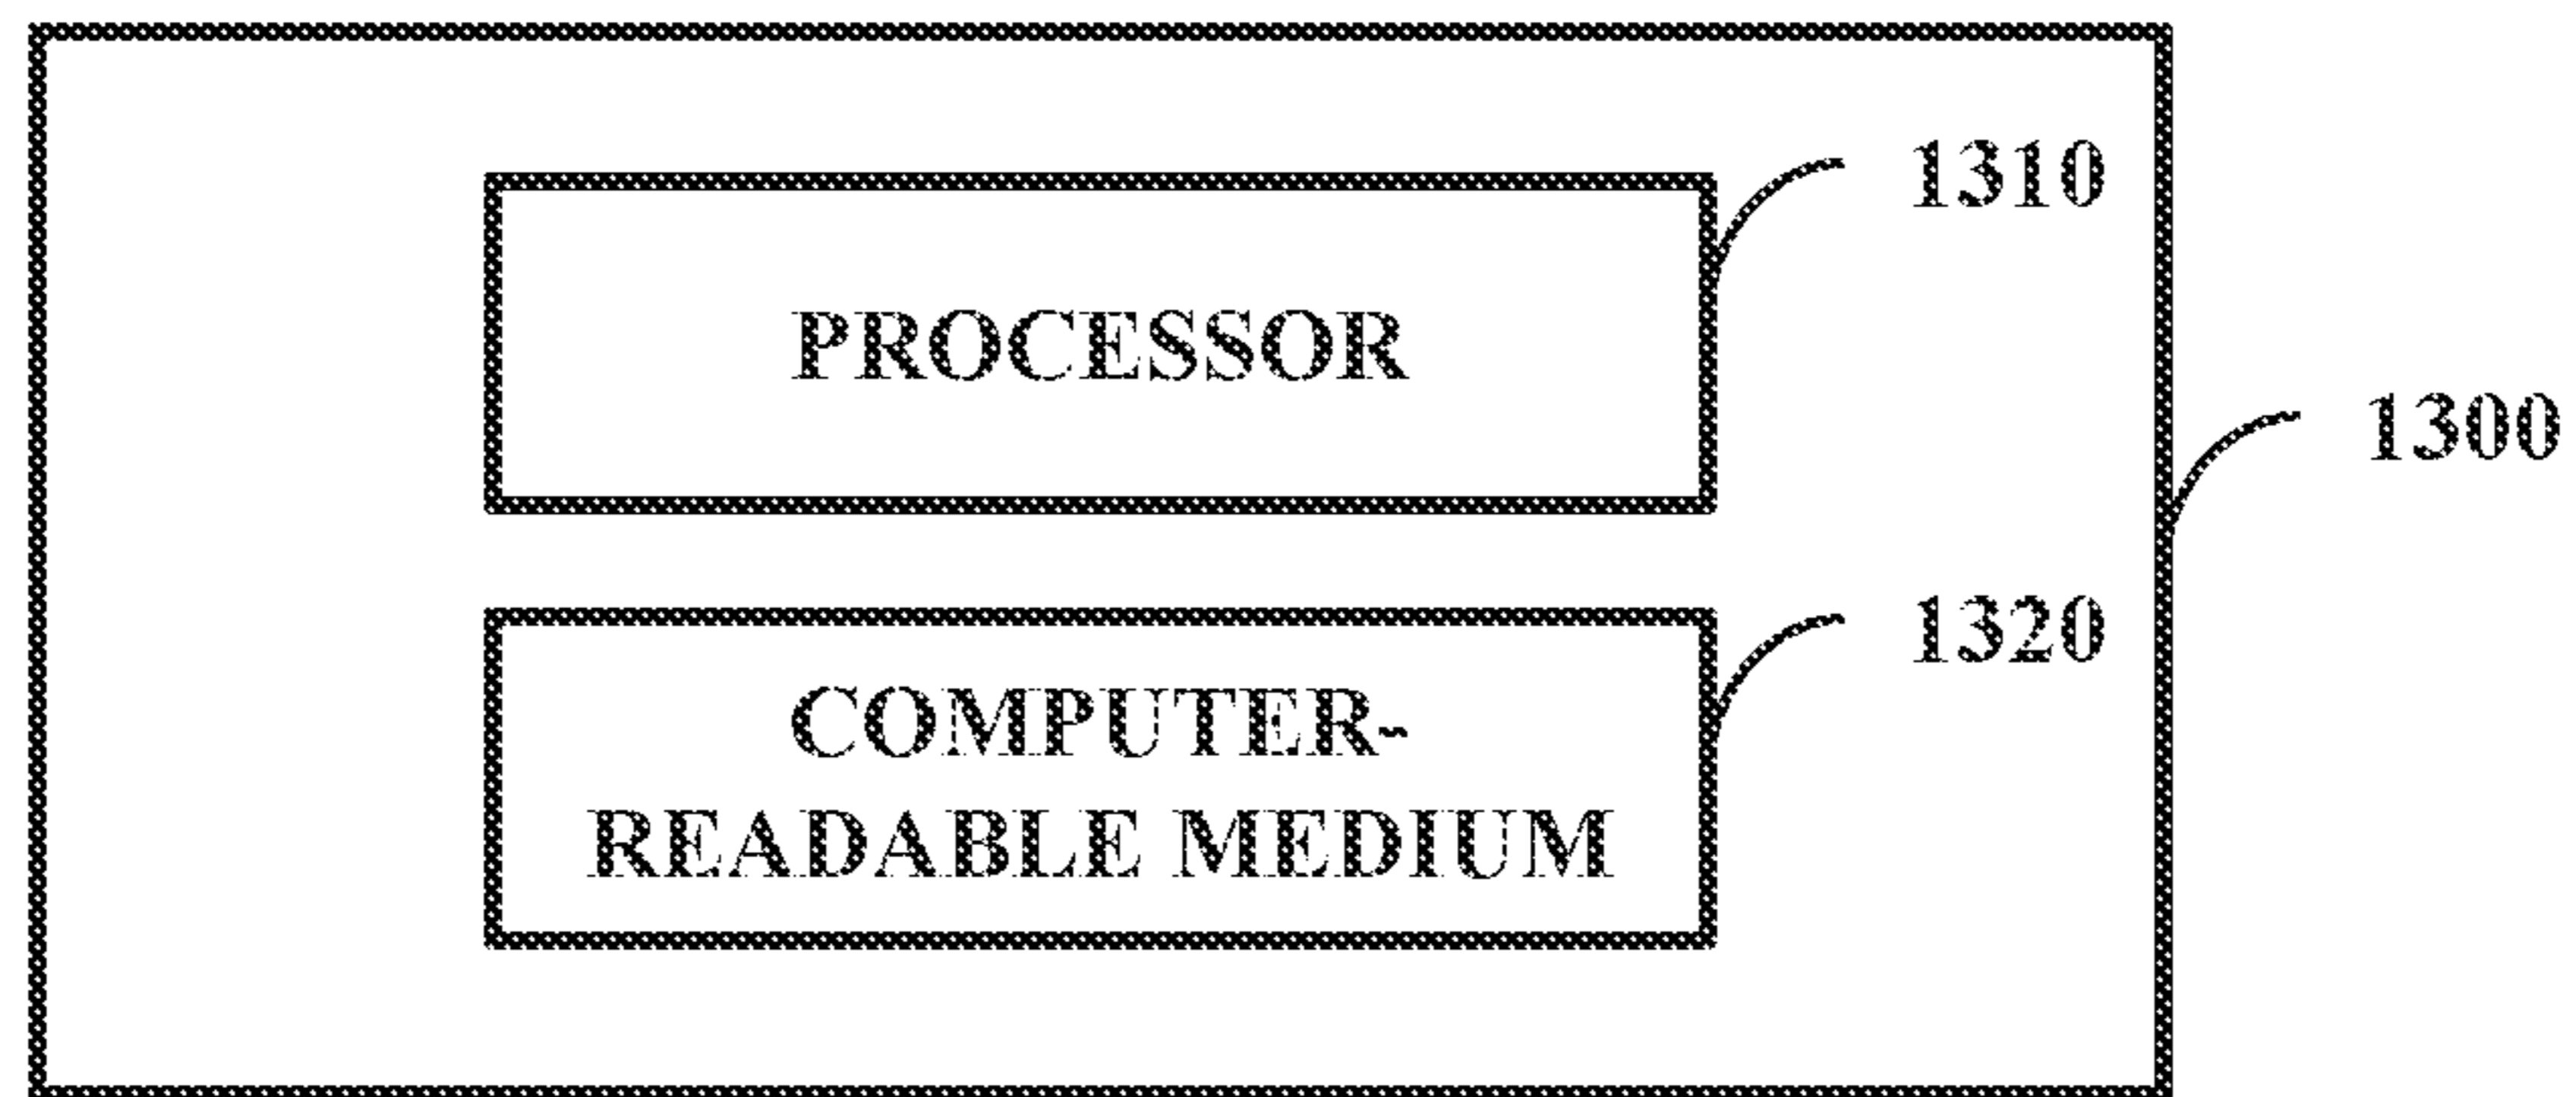 1310
PROCESSOR
1300
1320
COMPUTER-
READABLE MEDIUM